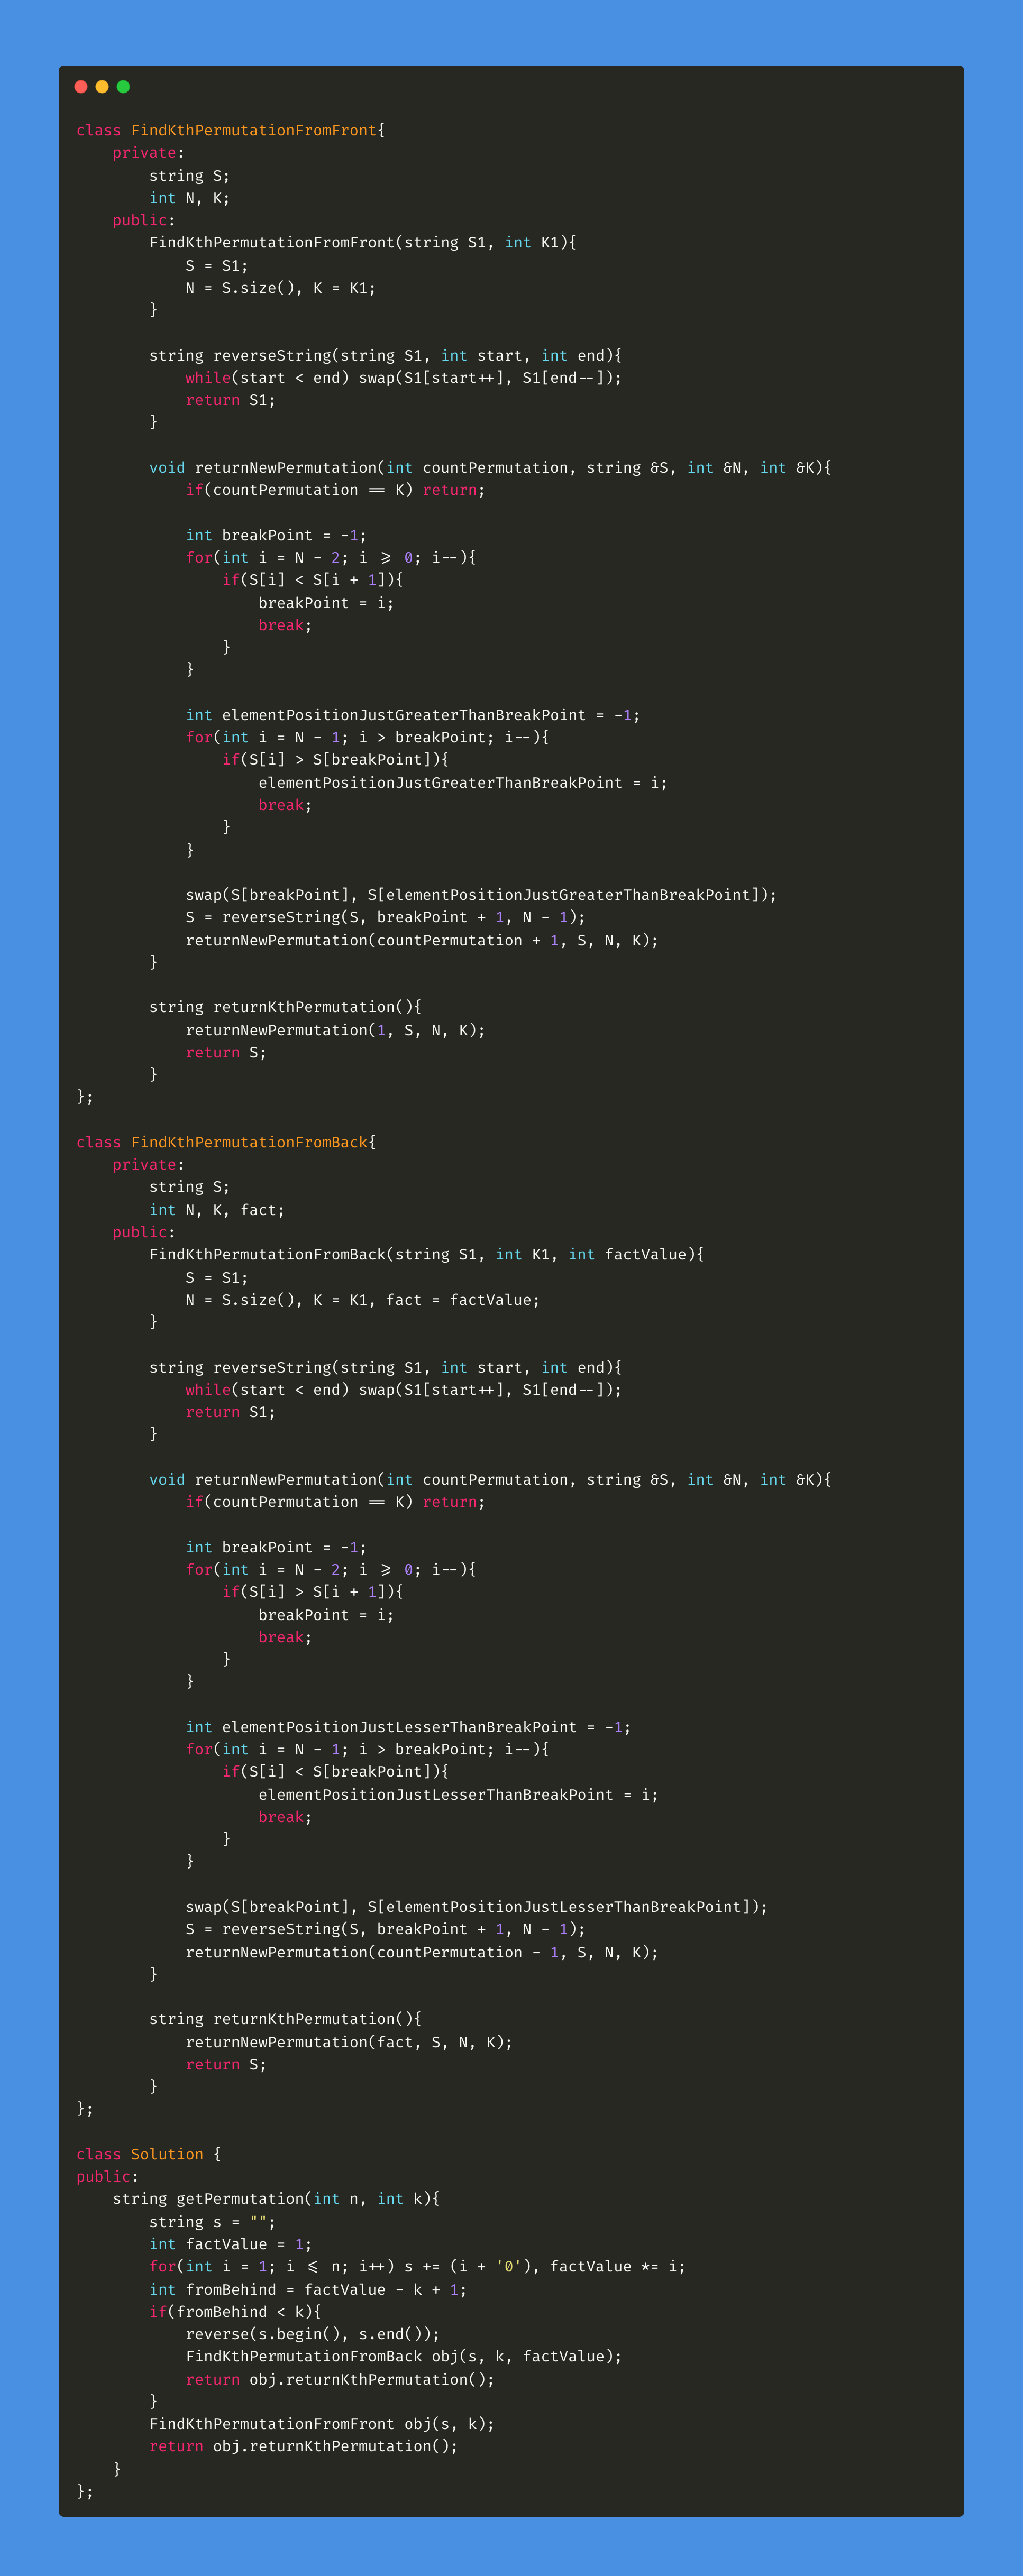 class FindKthPermutationFromFront{
    private:
        string S;
        int N, K;
    public:
        FindKthPermutationFromFront(string S1, int K1){
            S = S1;
            N = S.size(), K = K1;
        }

        string reverseString(string S1, int start, int end){
            while(start < end) swap(S1[start++], S1[end--]);
            return S1;
        }

        void returnNewPermutation(int countPermutation, string &S, int &N, int &K){
            if(countPermutation == K) return;

            int breakPoint = -1;
            for(int i = N - 2; i >= 0; i--){
                if(S[i] < S[i + 1]){
                    breakPoint = i;
                    break;
                }
            }

            int elementPositionJustGreaterThanBreakPoint = -1;
            for(int i = N - 1; i > breakPoint; i--){
                if(S[i] > S[breakPoint]){
                    elementPositionJustGreaterThanBreakPoint = i;
                    break;
                }
            }

            swap(S[breakPoint], S[elementPositionJustGreaterThanBreakPoint]);
            S = reverseString(S, breakPoint + 1, N - 1);
            returnNewPermutation(countPermutation + 1, S, N, K);
        }

        string returnKthPermutation(){
            returnNewPermutation(1, S, N, K);
            return S;
        }
};

class FindKthPermutationFromBack{
    private:
        string S;
        int N, K, fact;
    public:
        FindKthPermutationFromBack(string S1, int K1, int factValue){
            S = S1;
            N = S.size(), K = K1, fact = factValue;
        }

        string reverseString(string S1, int start, int end){
            while(start < end) swap(S1[start++], S1[end--]);
            return S1;
        }

        void returnNewPermutation(int countPermutation, string &S, int &N, int &K){
            if(countPermutation == K) return;

            int breakPoint = -1;
            for(int i = N - 2; i >= 0; i--){
                if(S[i] > S[i + 1]){
                    breakPoint = i;
                    break;
                }
            }

            int elementPositionJustLesserThanBreakPoint = -1;
            for(int i = N - 1; i > breakPoint; i--){
                if(S[i] < S[breakPoint]){
                    elementPositionJustLesserThanBreakPoint = i;
                    break;
                }
            }

            swap(S[breakPoint], S[elementPositionJustLesserThanBreakPoint]);
            S = reverseString(S, breakPoint + 1, N - 1);
            returnNewPermutation(countPermutation - 1, S, N, K);
        }

        string returnKthPermutation(){
            returnNewPermutation(fact, S, N, K);
            return S;
        }
};

class Solution {
public:
    string getPermutation(int n, int k){
        string s = "";
        int factValue = 1;
        for(int i = 1; i <= n; i++) s += (i + '0'), factValue *= i;
        int fromBehind = factValue - k + 1;
        if(fromBehind < k){
            reverse(s.begin(), s.end());
            FindKthPermutationFromBack obj(s, k, factValue);
            return obj.returnKthPermutation();
        }
        FindKthPermutationFromFront obj(s, k);
        return obj.returnKthPermutation();
    }
};